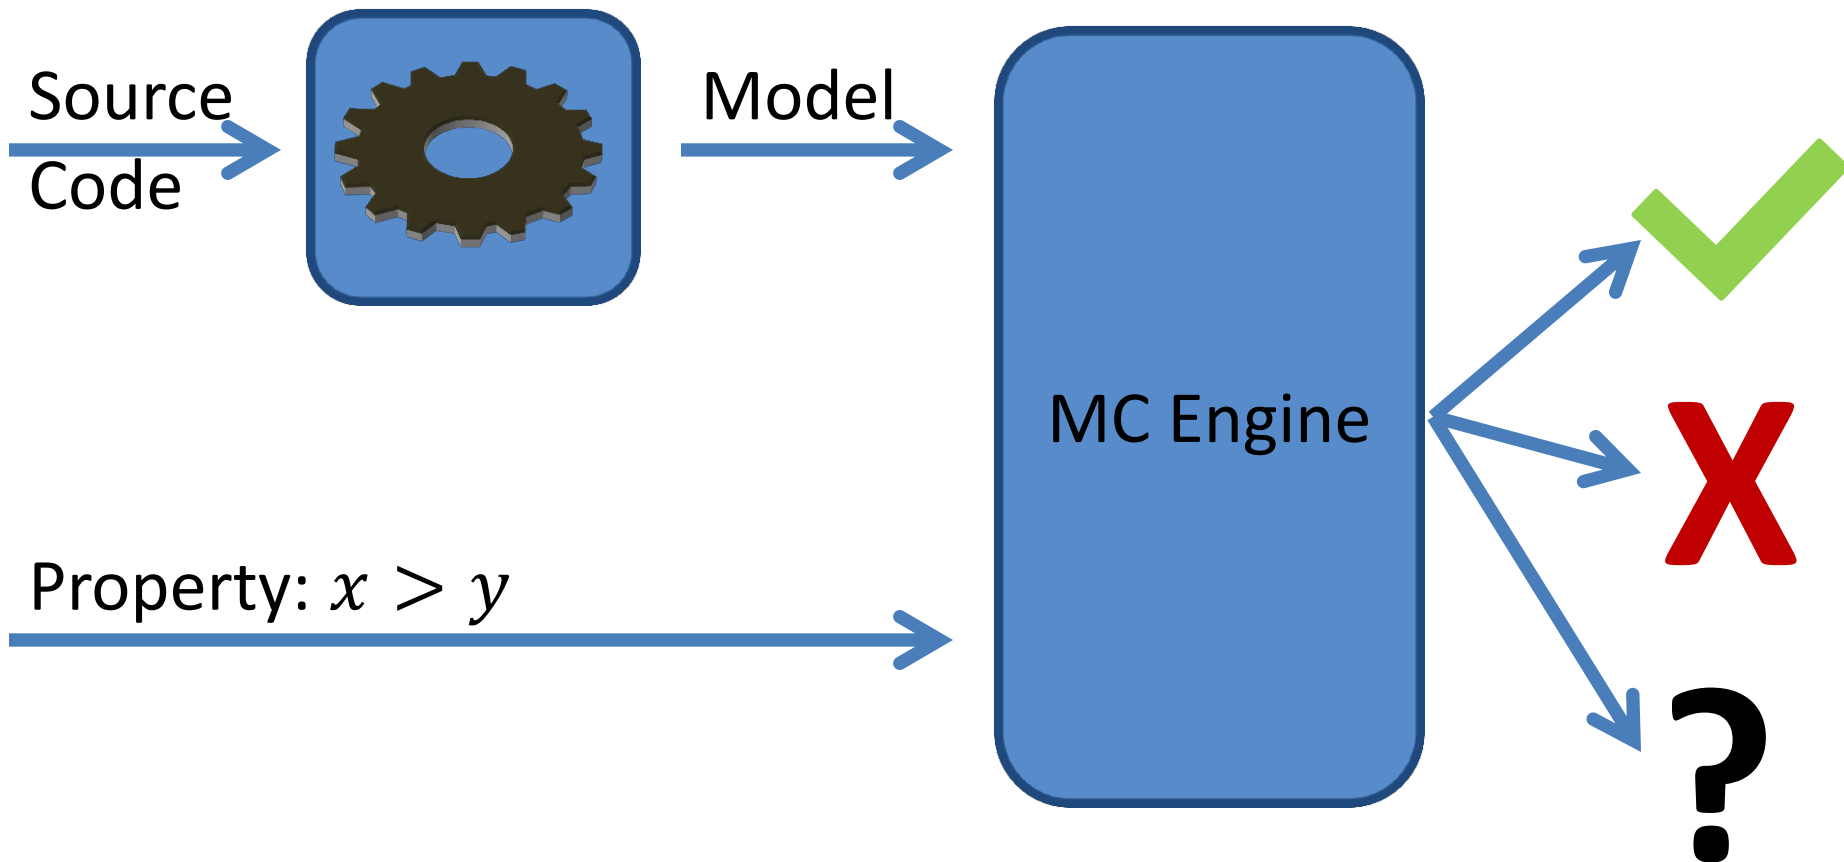 Source
Code
Model
MC Engine
Property: x > y
X
?